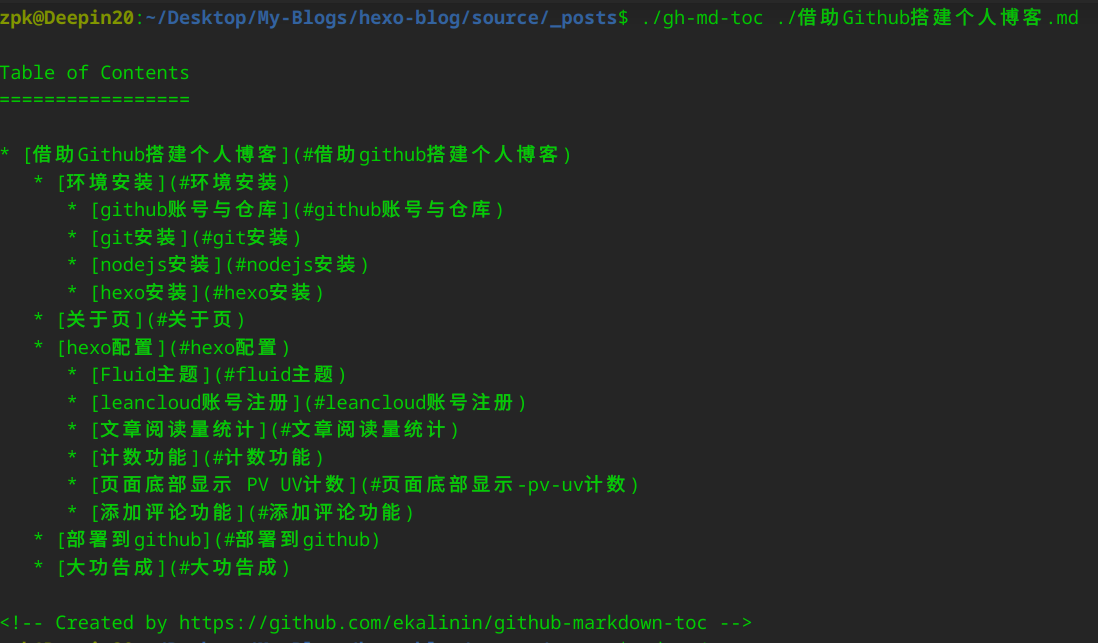 zpk@Deepin20:~/Desktop/My-Blogs/hexo-blog/source/_posts$ ./gh-md-toc ./借助Github搭建个人博客.md
Table of Contents
=================
* [借助Github搭建个人博客](#借助github搭建个人博客)
   * [环境安装](#环境安装)
      * [github账号与仓库](#github账号与仓库)
      * [git安装](#git安装)
      * [nodejs安装](#nodejs安装)
      * [hexo安装](#hexo安装)
   * [关于页](#关于页)
   * [hexo配置](#hexo配置)
      * [Fluid主题](#fluid主题)
      * [leancloud账号注册](#leancloud账号注册)
      * [文章阅读量统计](#文章阅读量统计)
      * [计数功能](#计数功能)
      * [页面底部显示 PV UV计数](#页面底部显示-pv-uv计数)
      * [添加评论功能](#添加评论功能)
   * [部署到github](#部署到github)
   * [大功告成](#大功告成)
<!-- Created by https://github.com/ekalinin/github-markdown-toc -->